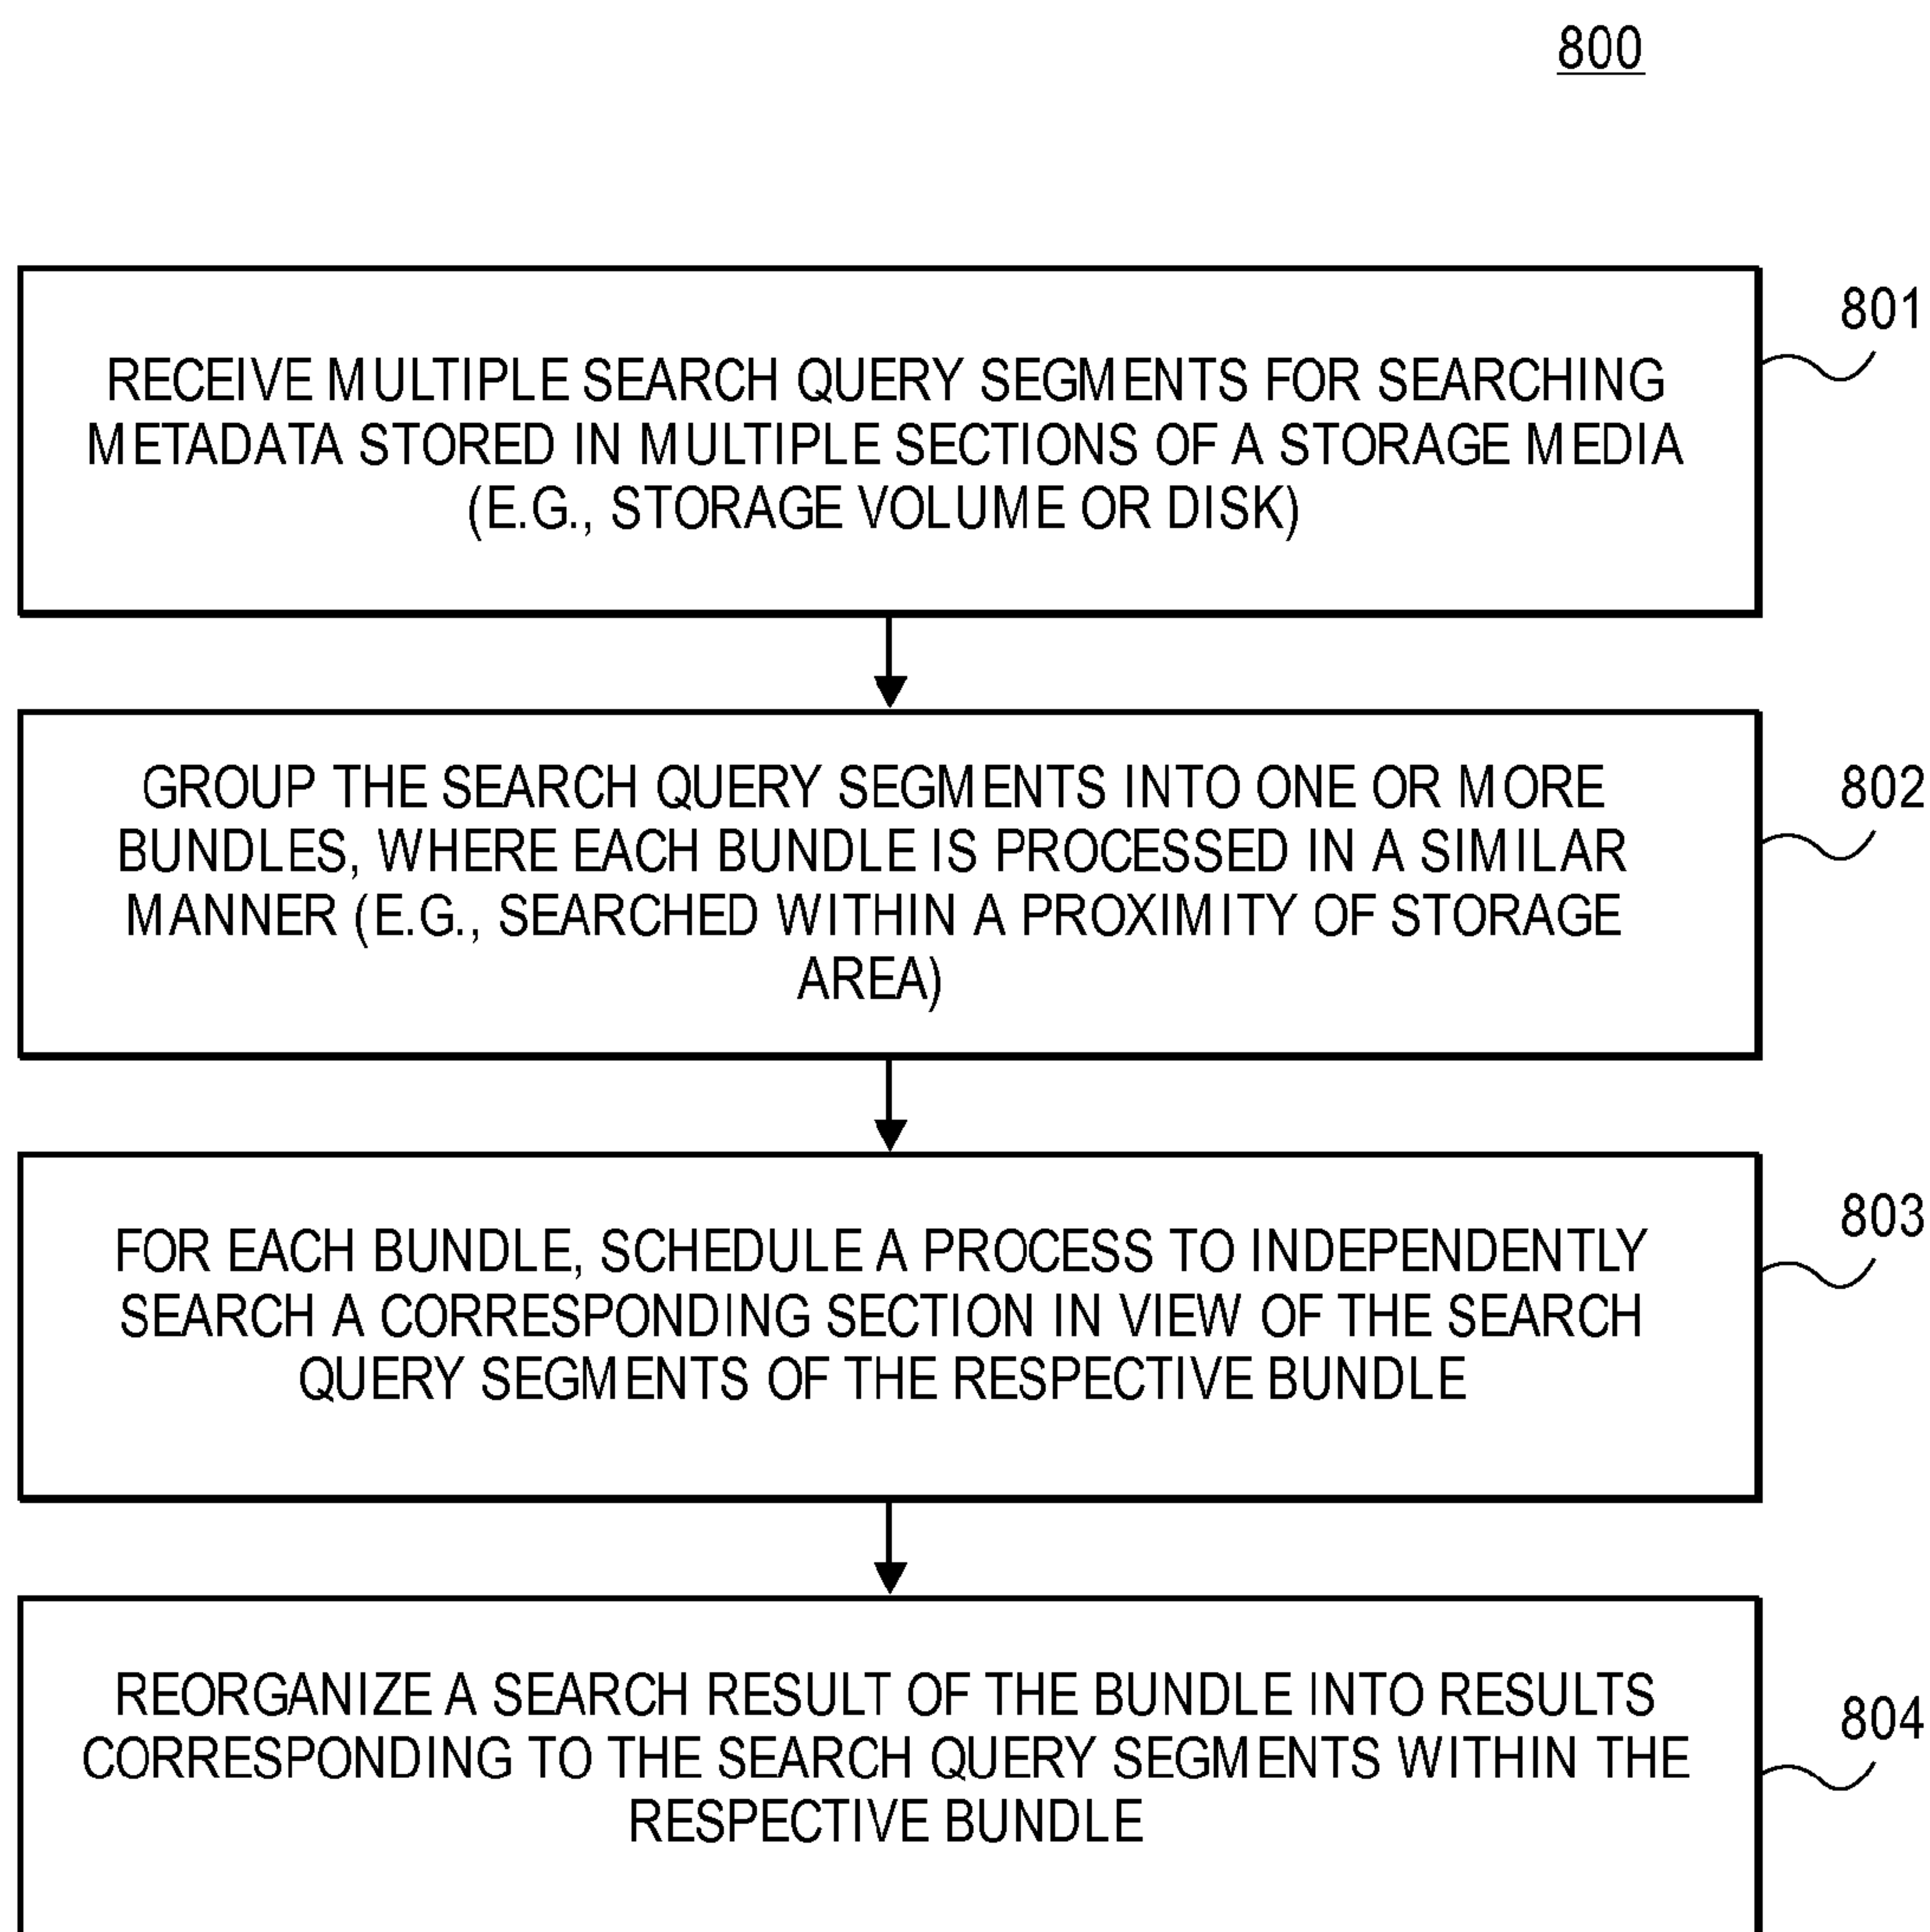 800
801
RECEIVE MULTIPLE SEARCH QUERY SEGMENTS FOR SEARCHING
METADATA STORED IN MULTIPLE SECTIONS OF A STORAGE MEDIA
(E.G., STORAGE VOLUME OR DISK)
802
GROUP THE SEARCH QUERY SEGMENTS INTO ONE OR MORE
BUNDLES, WHERE EACH BUNDLE IS PROCESSED IN A SIMILAR
MANNER (E.G., SEARCHED WITHIN A PROXIMITY OF STORAGE
AREA)
803
FOR EACH BUNDLE, SCHEDULE A PROCESS TO INDEPENDENTLY
SEARCH A CORRESPONDING SECTION IN VIEW OF THE SEARCH
QUERY SEGMENTS OF THE RESPECTIVE BUNDLE
804
REORGANIZE A SEARCH RESULT OF THE BUNDLE INTO RESULTS
CORRESPONDING TO THE SEARCH QUERY SEGMENTS WITHIN THE
RESPECTIVE BUNDLE